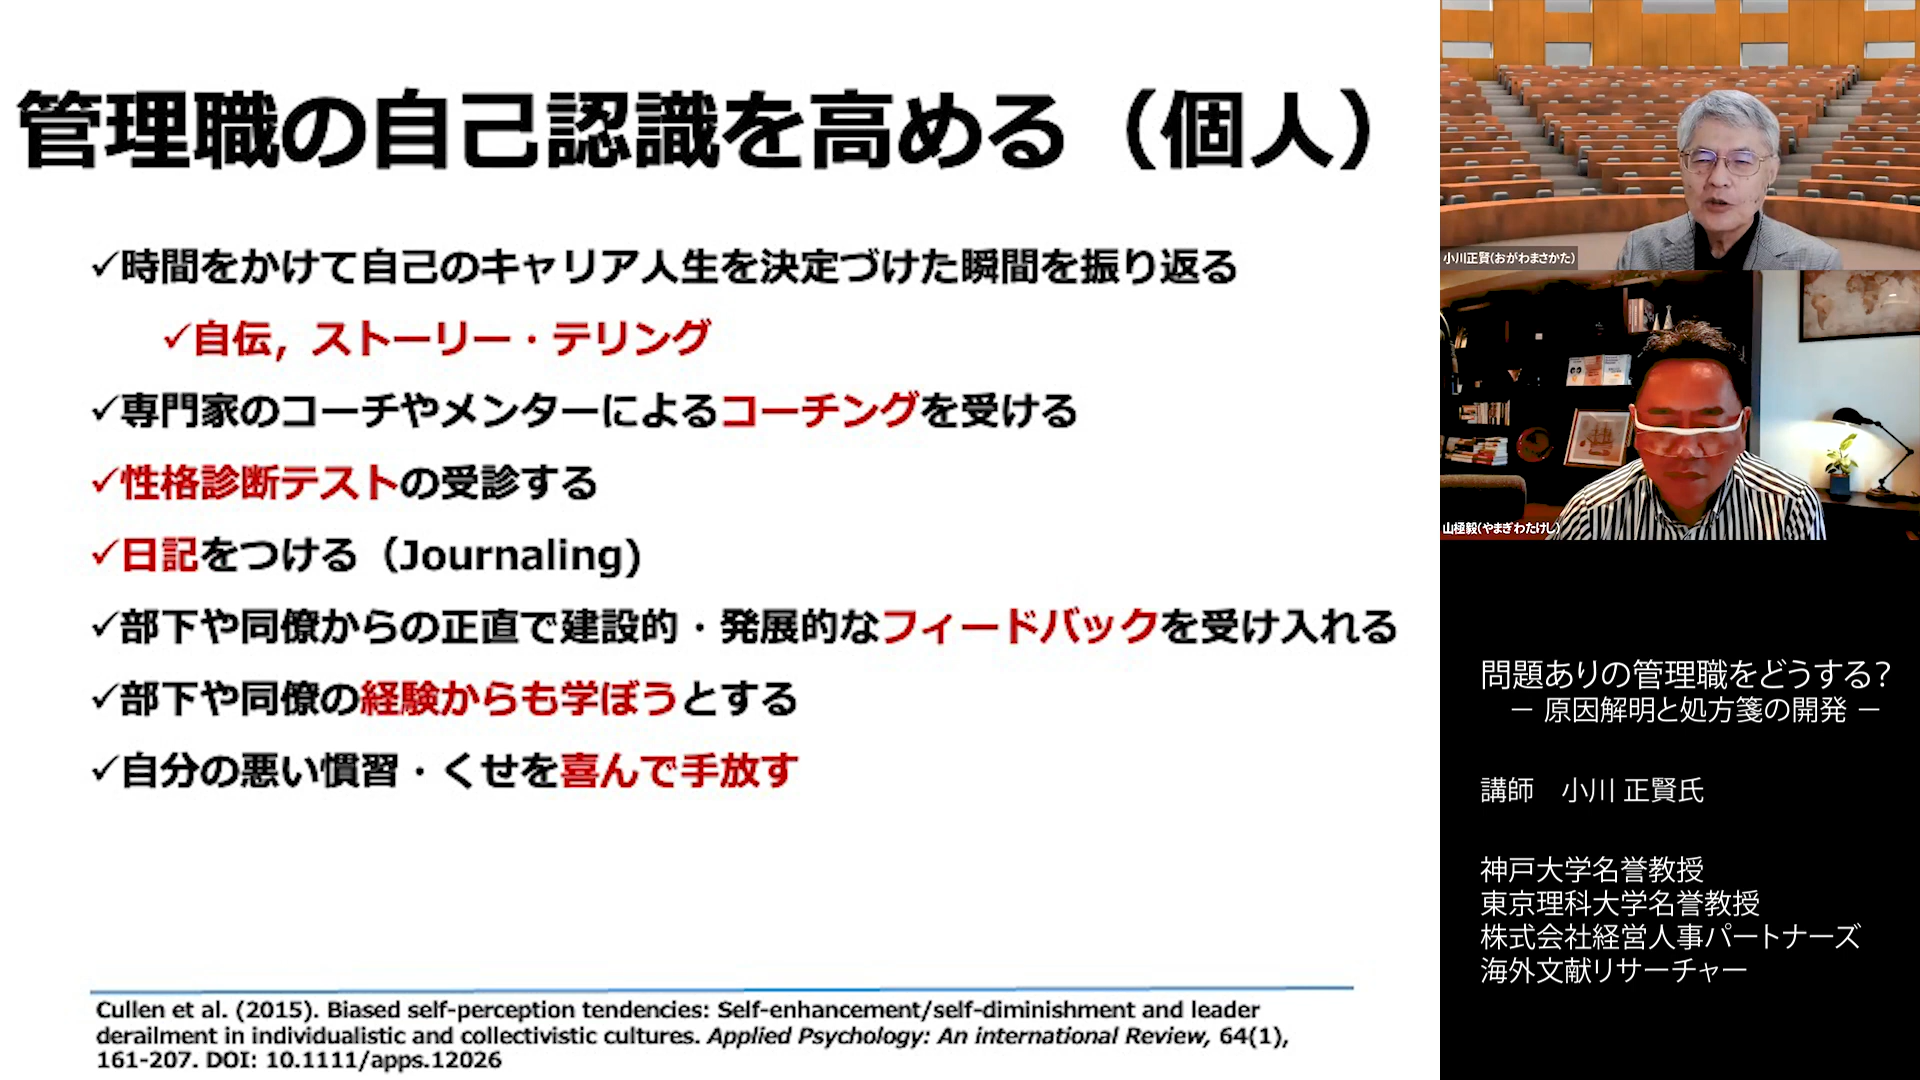 管理職の自己認識を高める（個人）
✓時間をかけて自己のキャリア人生を決定づけた瞬間を振り返る
✓自伝，ストーリー・テリング
✓専門家のコーチやメンターによるコーチングを受ける
✓性格診断テストの受診する
✓日記をつける（Journaling)
✓部下や同僚からの正直で建設的・発展的なフィードバックを受け入れる
✓部下や同僚の経験からも学ぼうとする
✓自分の悪い慣習・くせを喜んで手放す
Cullen et al. (2015). Biased self-perception tendencies: Self-enhancement/self-diminishment and leader
derailment in individualistic and collectivistic cultures. Applied Psychology: An international Review, 64(1),
161-207. DOI: 10.1111/apps.12026
小川正賢(おがわまさかた)
山極毅(やまぎわたけし)
問題ありの管理職をどうする?
－ 原因解明と処方箋の開発 －
講師　小川 正賢氏
神戸大学名誉教授
東京理科大学名誉教授
株式会社経営人事パートナーズ
海外文献リサーチャー